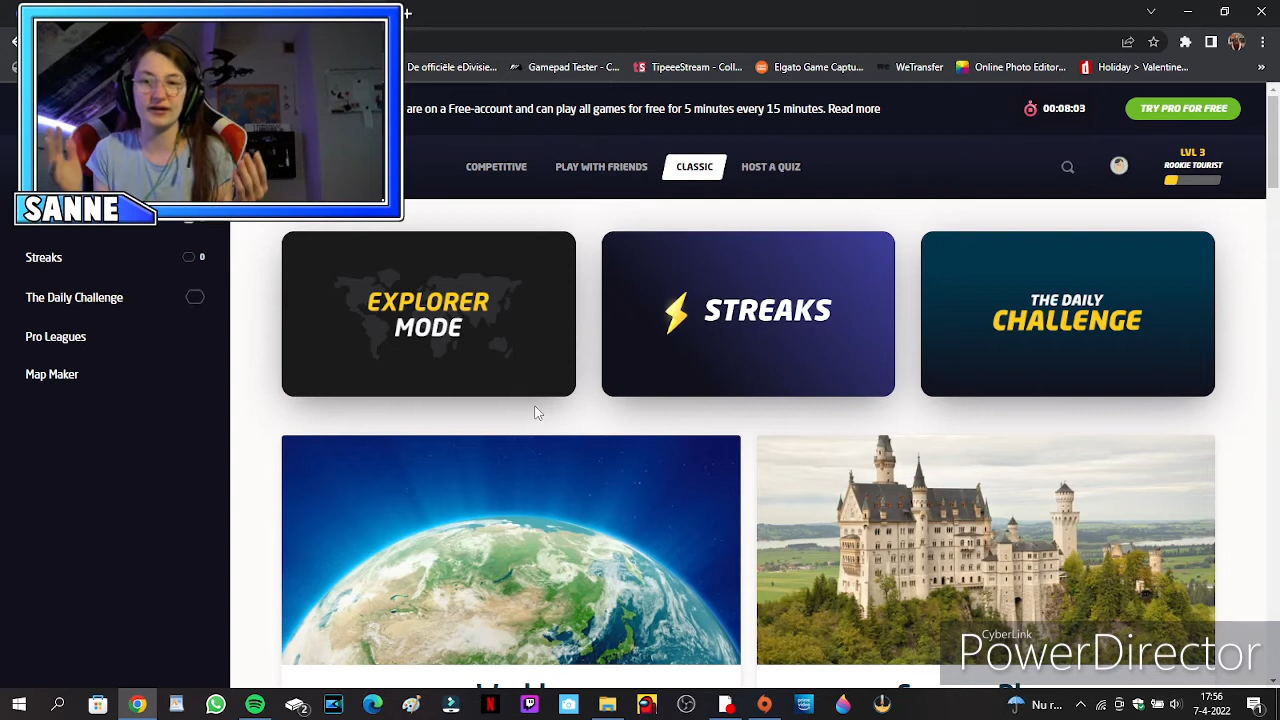 De officiële eDivisie...
Gamepad Tester - C...
TipeeeStream - Coll...
Elgato Game Captu...
WeTransfer
Online Photo Editor...
Holiday > Valentine...
»
are on a Free-account and can play all games for free for 5 minutes every 15 minutes. Read more
00:08:03
TRY PRO FOR FREE
COMPETITIVE
PLAY WITH FRIENDS
CLASSIC
HOST A QUIZ
LVL 3
ROOKIE TOURIST
SANNE
Streaks
0
The Daily Challenge
Pro Leagues
Map Maker
EXPLORER
MODE
STREAKS
THE DAILY
CHALLENGE
CyberLink
PowerDirector
Nu r...
17:56
7-4-2022